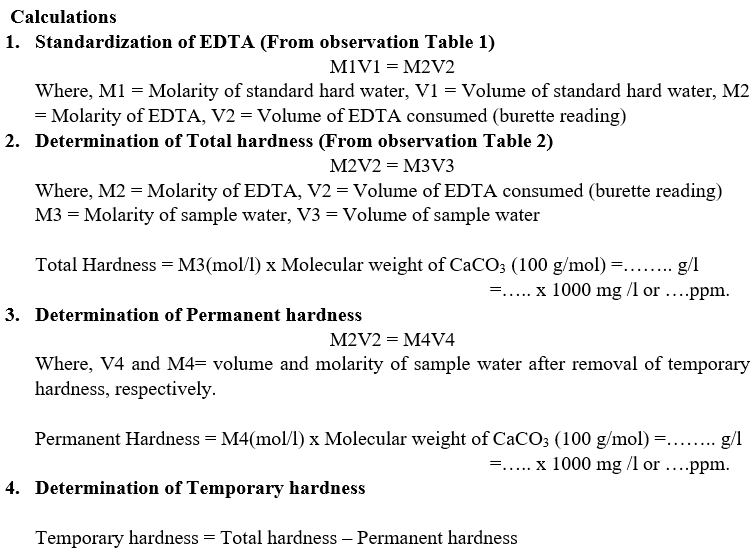 Calculations
1. Standardization of EDTA (From observation Table 1)
M1V1 = M2V2
Where, M1 = Molarity of standard hard water, V1 = Volume of standard hard water, M2
= Molarity of EDTA, V2 = Volume of EDTA consumed (burette reading)
2. Determination of Total hardness (From observation Table 2)
M2V2 = M3V3
Where, M2 = Molarity of EDTA, V2 = Volume of EDTA consumed (burette reading)
M3 = Molarity of sample water, V3 = Volume of sample water
Total Hardness = M3(mol/l) x Molecular weight of CaCO₃ (100 g/mol) =…….. g/l
=….. x 1000 mg /l or ….ppm.
3. Determination of Permanent hardness
M2V2 = M4V4
Where, V4 and M4= volume and molarity of sample water after removal of temporary
hardness, respectively.
Permanent Hardness = M4(mol/l) x Molecular weight of CaCO₃ (100 g/mol) =…….. g/l
=….. x 1000 mg /l or ….ppm.
4. Determination of Temporary hardness
Temporary hardness = Total hardness – Permanent hardness